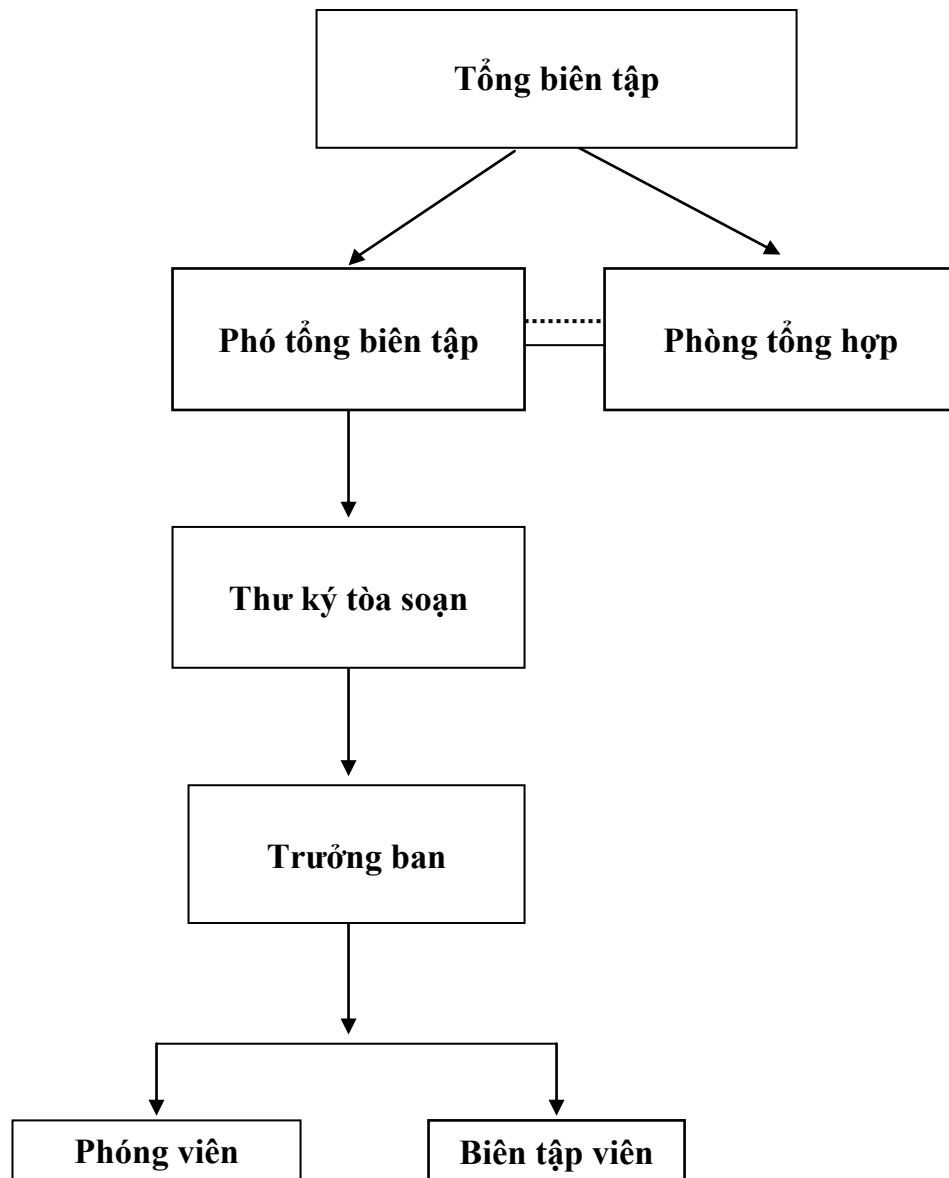 Tổng biên tập
Phó tổng biên tập
Phòng tổng hợp
Thư ký tòa soạn
Trưởng ban
Phóng viên
Biên tập viên